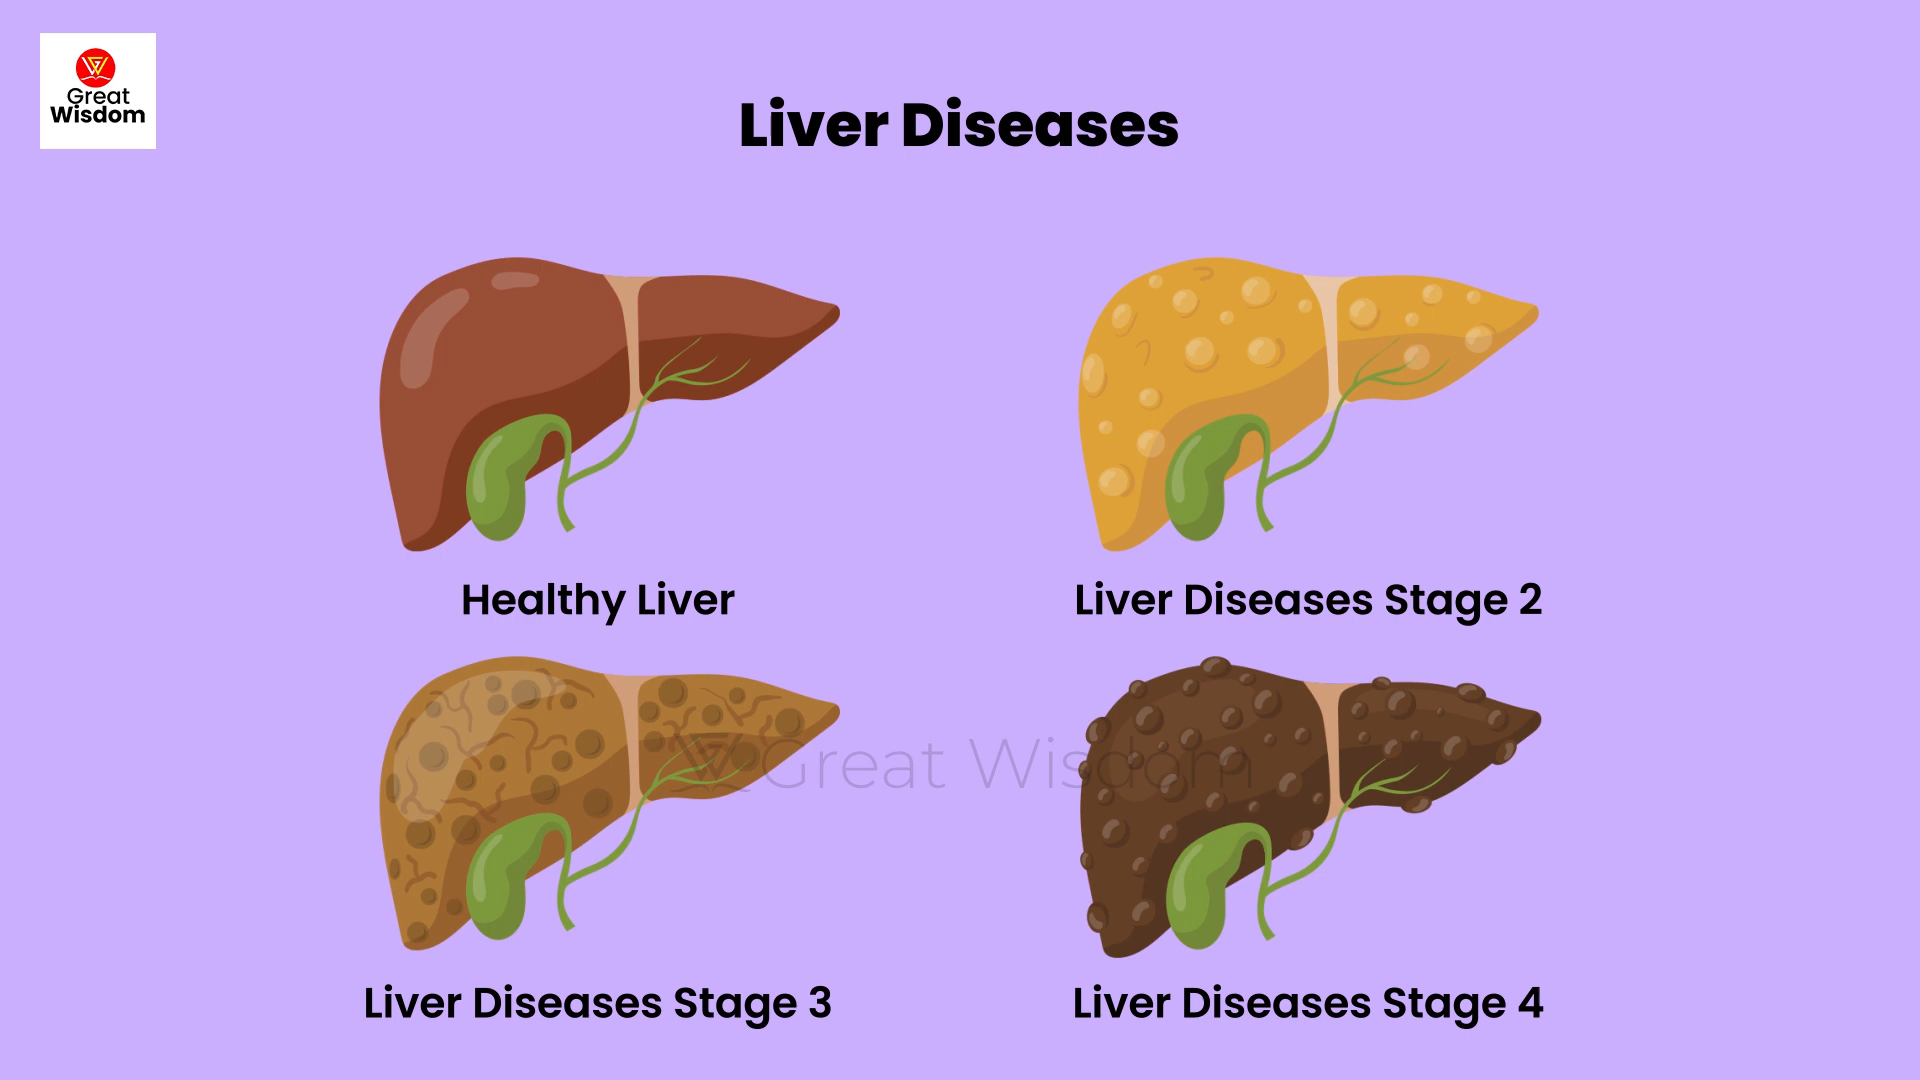 Great
Wisdom
Liver Diseases
Healthy Liver
Liver Diseases Stage 2
Great Wisdom
Liver Diseases Stage 3
Liver Diseases Stage 4